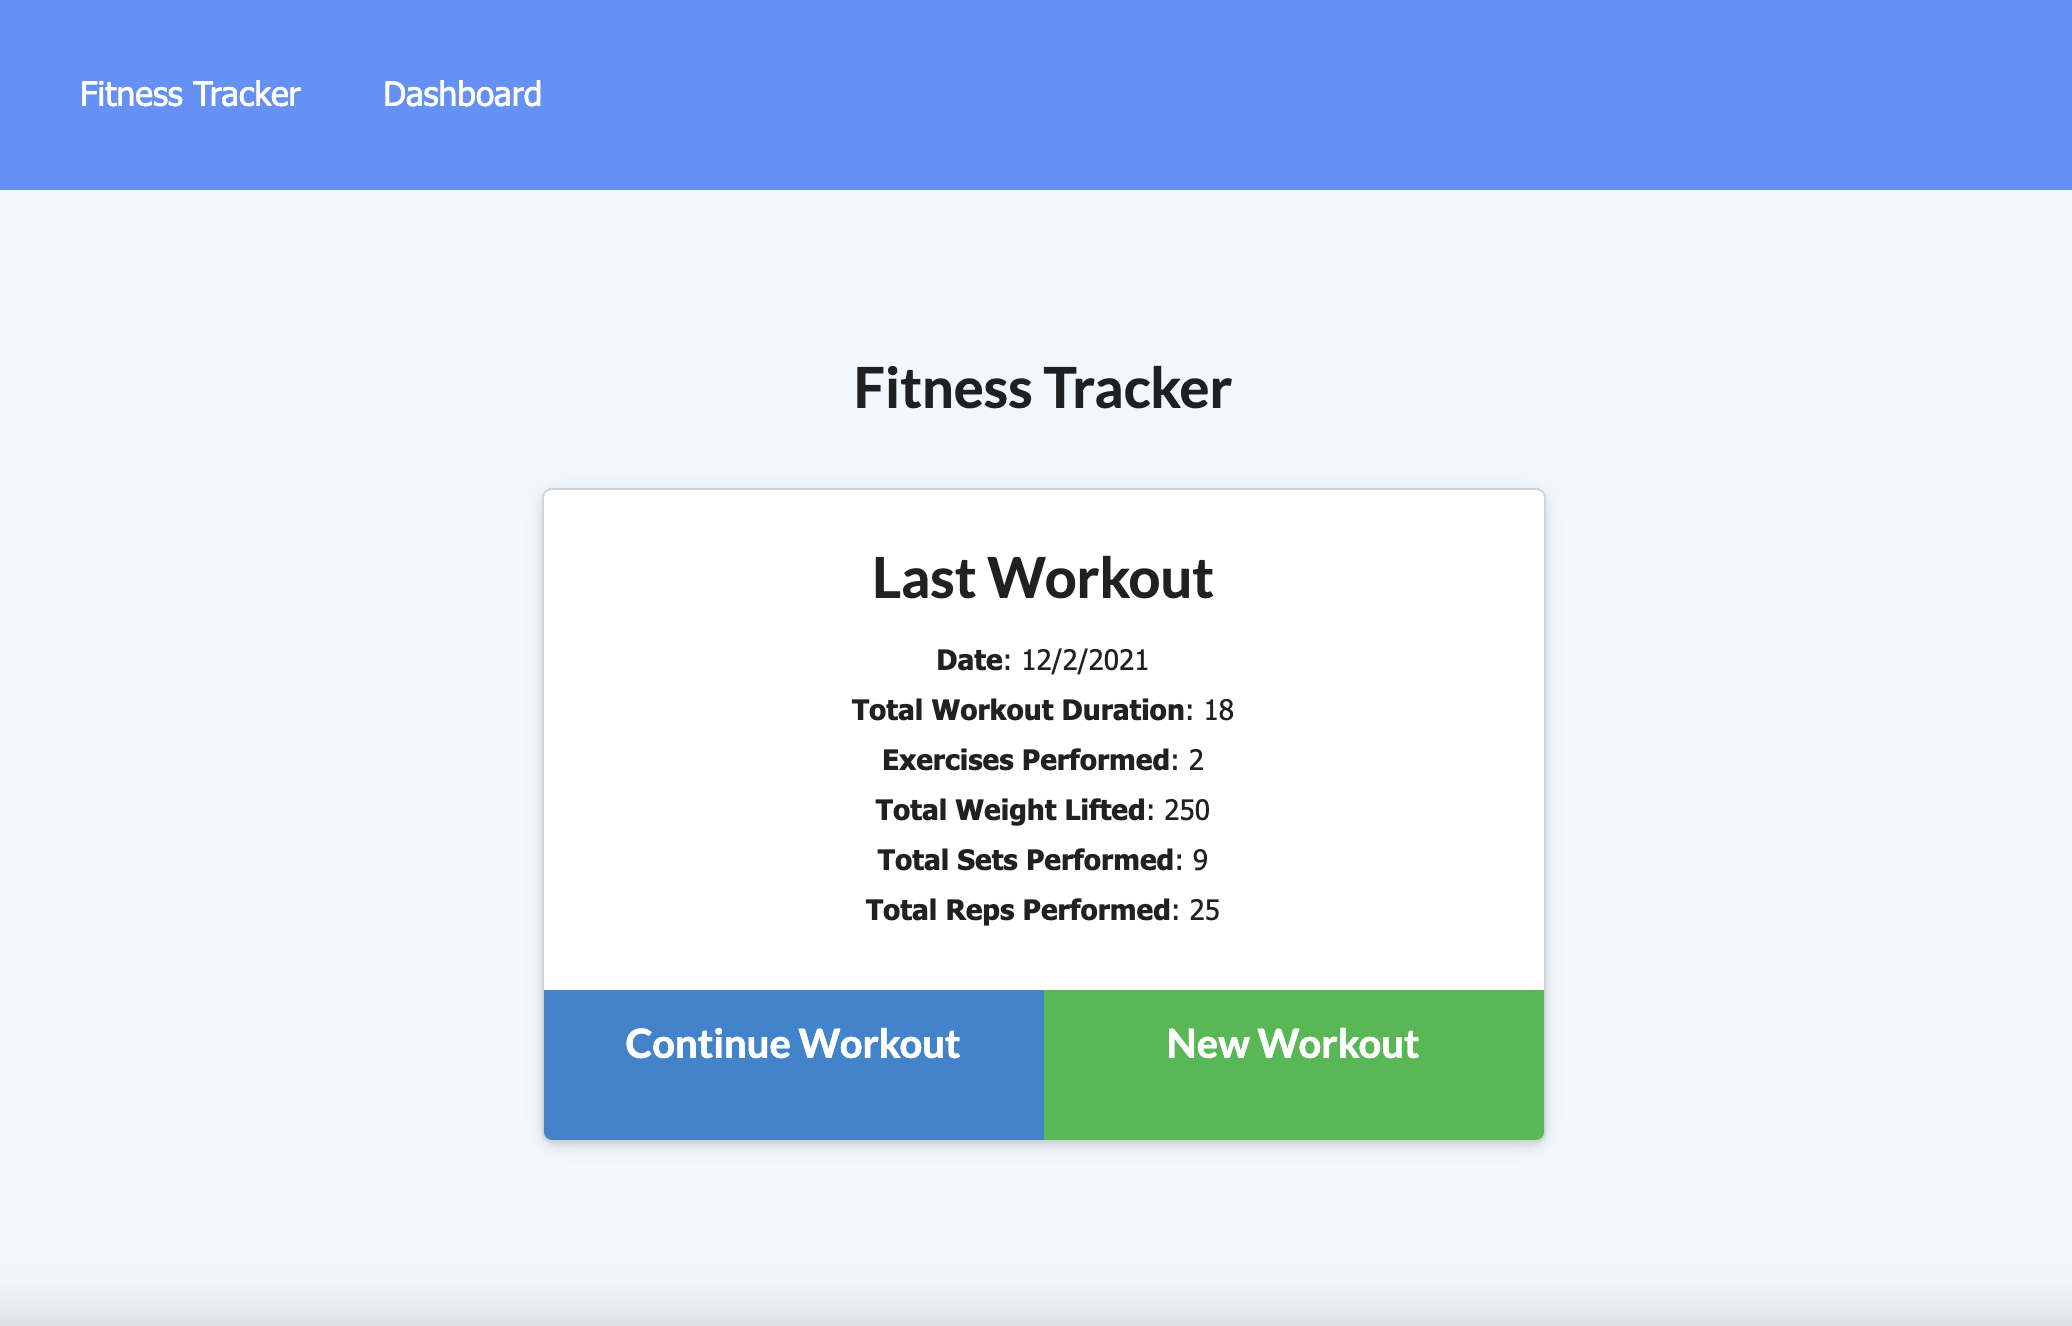 Fitness Tracker Dashboard
Fitness Tracker
Last Workout
Date: 12/2/2021
Total Workout Duration: 18
Exercises Performed: 2
Total Weight Lifted: 250
Total Sets Performed: 9
Total Reps Performed: 25
Continue Workout New Workout